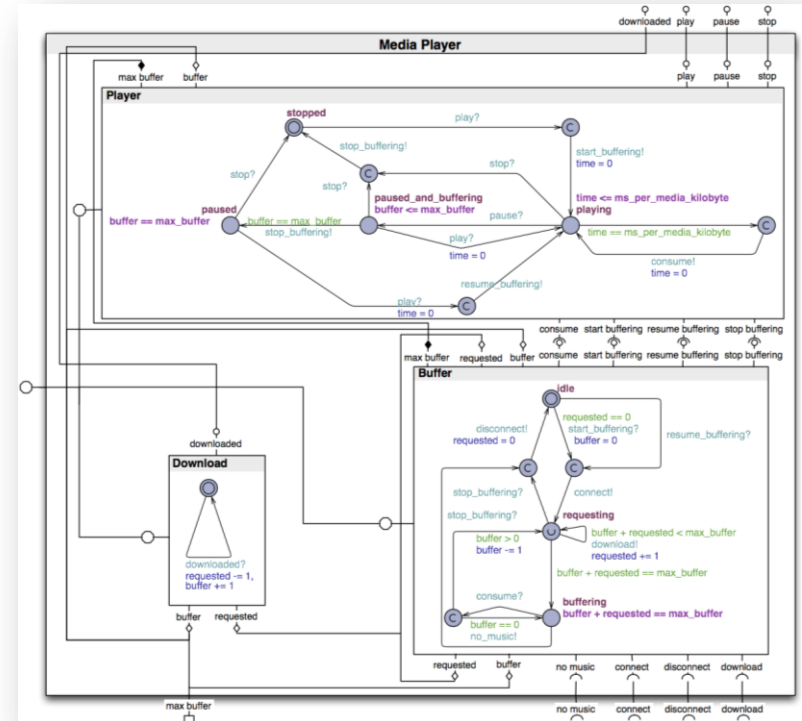 downloaded play pause stop
Media Player
max buffer buffer
play pause stop
Player
stopped
play?
C
stop_buffering!
start_buffering!
time = 0
stop?
C
stop?
stop?
paused_and_buffering
buffer <= max_buffer
time <= ms_per_media_kilobyte
playing
paused
buffer == max_buffer
buffer == max_buffer
stop_buffering!
pause?
time == ms_per_media_kilobyte
C
play?
time = 0
consume!
time = 0
resume_buffering!
play?
time = 0
C
consume start buffering resume buffering stop buffering
max buffer requested buffer
consume start buffering resume buffering stop buffering
Buffer
idle
requested == 0
start_buffering?
buffer = 0
disconnect!
requested = 0
resume_buffering?
downloaded
Download
C
C
stop_buffering?
connect!
stop_buffering?
requesting
buffer > 0
buffer -= 1
U
buffer + requested < max_buffer
download!
requested += 1
buffer + requested == max_buffer
downloaded?
requested -= 1,
buffer += 1
consume?
buffering
buffer + requested == max_buffer
C
buffer == 0
no_music!
buffer requested
requested buffer
no music connect disconnect download
max buffer
no music connect disconnect download